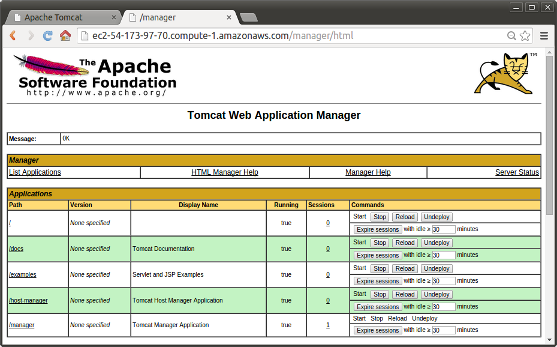 Apache Tomcat
/manager
ec2-54-173-97-70.compute-1.amazonaws.com/manager/html
The Apache
Software Foundation
http://www.apache.org/
TM
Tomcat Web Application Manager
Message: OK
Manager
List Applications HTML Manager Help Manager Help Server Status
Applications
Path Version Display Name Running Sessions Commands
/ None specified true 0 Start Stop Reload Undeploy
Expire sessions with idle ≥ 30 minutes
/docs None specified Tomcat Documentation true 0 Start Stop Reload Undeploy
Expire sessions with idle ≥ 30 minutes
/examples None specified Servlet and JSP Examples true 0 Start Stop Reload Undeploy
Expire sessions with idle ≥ 30 minutes
/host-manager None specified Tomcat Host Manager Application true 0 Start Stop Reload Undeploy
Expire sessions with idle ≥ 30 minutes
/manager None specified Tomcat Manager Application true 1 Start Stop Reload Undeploy
Expire sessions with idle ≥ 30 minutes